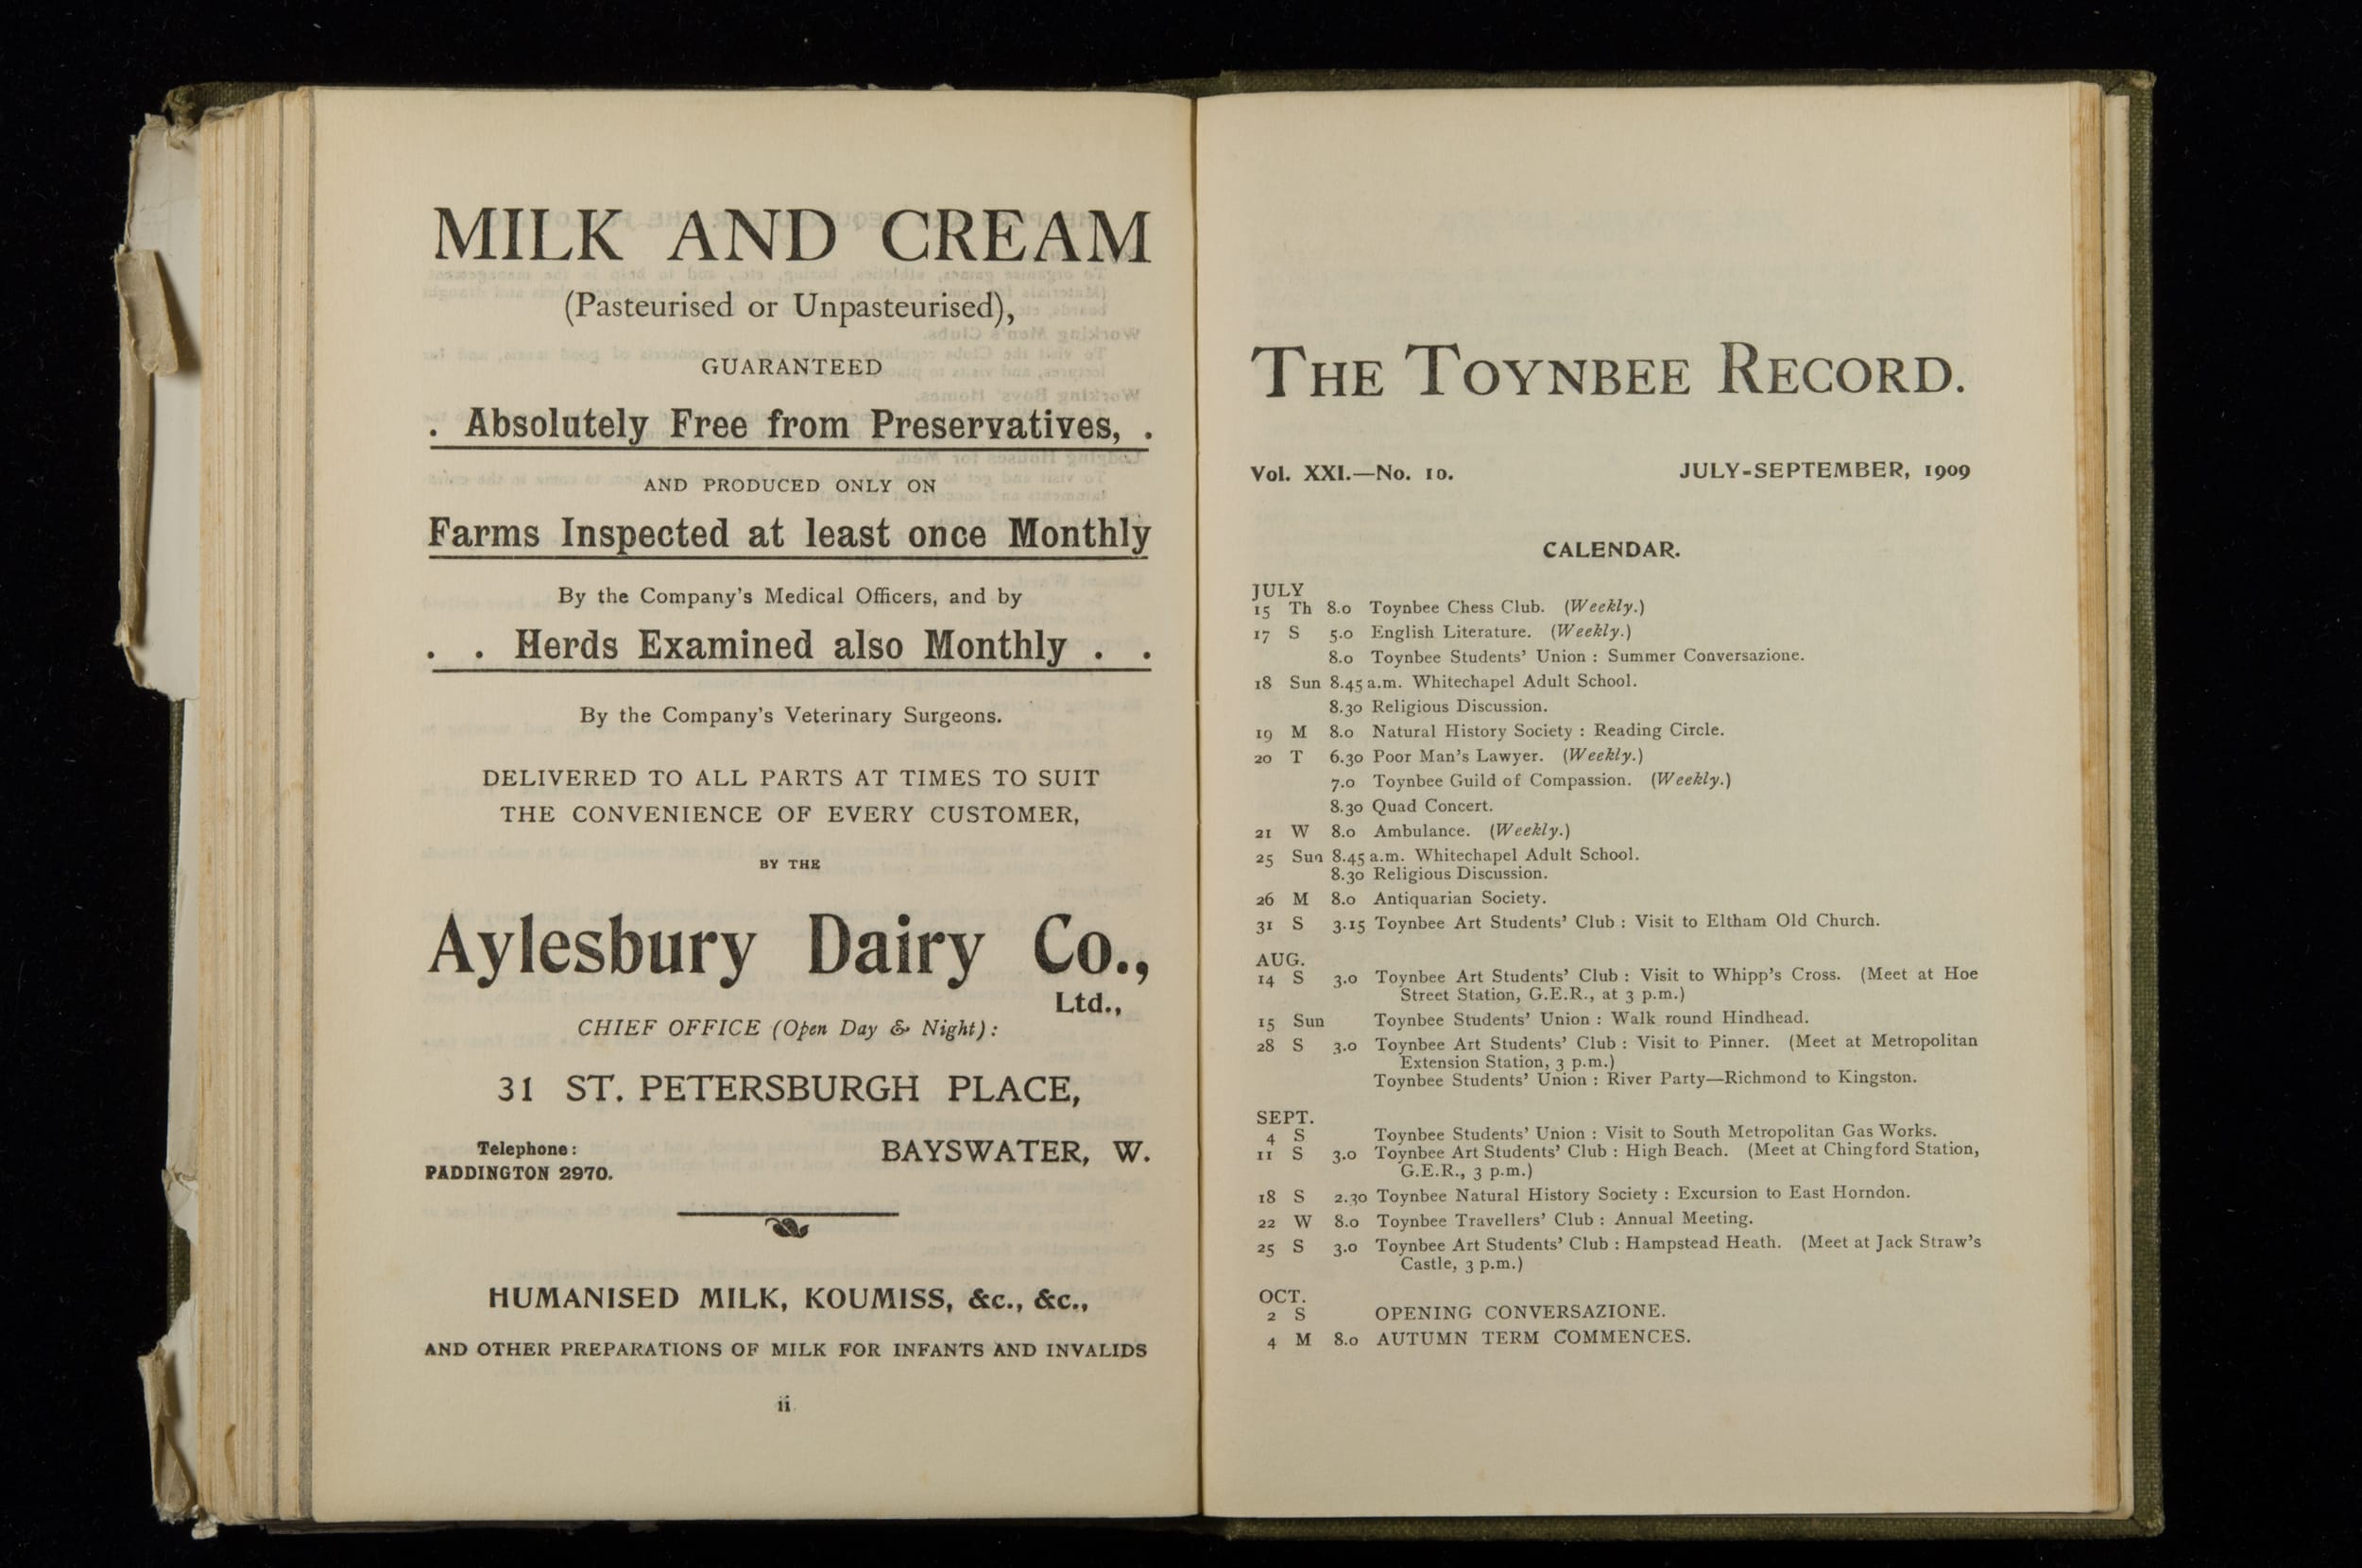 MILK AND CREAM
(Pasteurised or Unpasteurised),
GUARANTEED
. Absolutely Free from Preservatives, .
AND PRODUCED ONLY ON
Farms Inspected at least once Monthly
By the Company's Medical Officers, and by
. . Herds Examined also Monthly . .
By the Company's Veterinary Surgeons.
DELIVERED TO ALL PARTS AT TIMES TO SUIT
THE CONVENIENCE OF EVERY CUSTOMER,
BY THE
Aylesbury Dairy Co.,
Ltd.,
CHIEF OFFICE (Open Day & Night):
31 ST. PETERSBURGH PLACE,
BAYSWATER, W.
Telephone:
PADDINGTON 2970.
HUMANISED MILK, KOUMISS, &c., &c.,
AND OTHER PREPARATIONS OF MILK FOR INFANTS AND INVALIDS
ii
THE TOYNBEE RECORD.
Vol. XXI.—No. 10. JULY-SEPTEMBER, 1909
CALENDAR.
JULY
15 Th 8.0 Toynbee Chess Club. (Weekly.)
17 S 5.0 English Literature. (Weekly.)
8.0 Toynbee Students' Union : Summer Conversazione.
18 Sun 8.45 a.m. Whitechapel Adult School.
8.30 Religious Discussion.
19 M 8.0 Natural History Society : Reading Circle.
20 T 6.30 Poor Man's Lawyer. (Weekly.)
7.0 Toynbee Guild of Compassion. (Weekly.)
8.30 Quad Concert.
21 W 8.0 Ambulance. (Weekly.)
25 Sun 8.45 a.m. Whitechapel Adult School.
8.30 Religious Discussion.
26 M 8.0 Antiquarian Society.
31 S 3.15 Toynbee Art Students' Club : Visit to Eltham Old Church.
AUG.
14 S 3.0 Toynbee Art Students' Club : Visit to Whipp's Cross. (Meet at Hoe
Street Station, G.E.R., at 3 p.m.)
15 Sun Toynbee Students' Union : Walk round Hindhead.
28 S 3.0 Toynbee Art Students' Club : Visit to Pinner. (Meet at Metropolitan
Extension Station, 3 p.m.)
Toynbee Students' Union : River Party—Richmond to Kingston.
SEPT.
4 S Toynbee Students' Union : Visit to South Metropolitan Gas Works.
11 S 3.0 Toynbee Art Students' Club : High Beach. (Meet at Chingford Station,
G.E.R., 3 p.m.)
18 S 2.30 Toynbee Natural History Society : Excursion to East Horndon.
22 W 8.0 Toynbee Travellers' Club : Annual Meeting.
25 S 3.0 Toynbee Art Students' Club : Hampstead Heath. (Meet at Jack Straw's
Castle, 3 p.m.)
OCT.
2 S OPENING CONVERSAZIONE.
4 M 8.0 AUTUMN TERM COMMENCES.